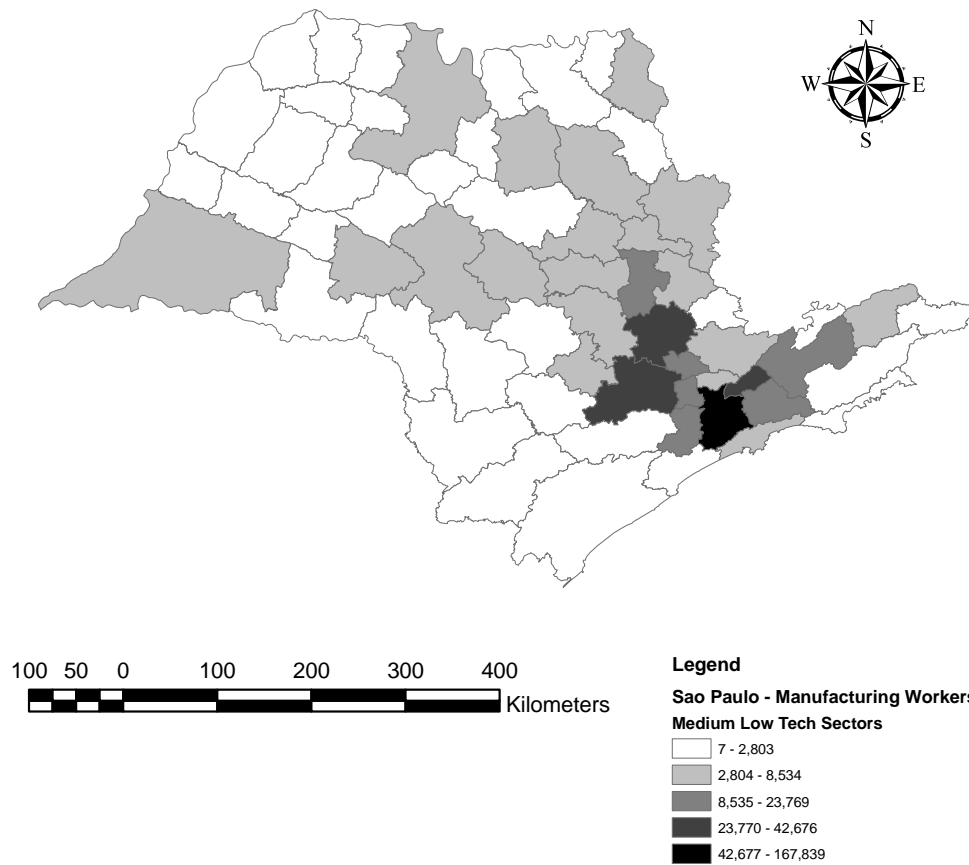 N
W E
S
100 50 0 100 200 300 400
Kilometers
Legend
Sao Paulo - Manufacturing Workers
Medium Low Tech Sectors
7 - 2,803
2,804 - 8,534
8,535 - 23,769
23,770 - 42,676
42,677 - 167,839